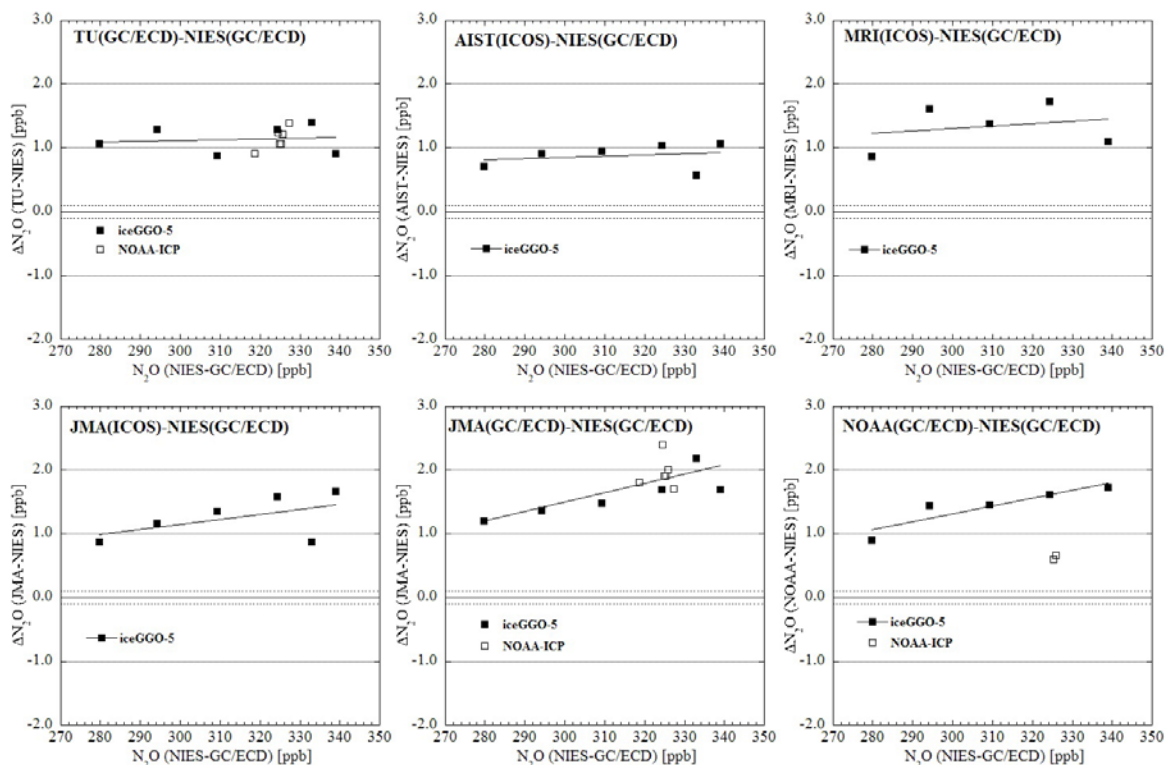 TU(GC/ECD)-NIES(GC/ECD)
3.0
2.0
1.0
0.0
-1.0
-2.0
ΔN₂O (TU-NIES) [ppb]
■ iceGGO-5
□ NOAA-ICP
270 280 290 300 310 320 330 340 350
N₂O (NIES-GC/ECD) [ppb]
AIST(ICOS)-NIES(GC/ECD)
3.0
2.0
1.0
0.0
-1.0
-2.0
ΔN₂O (AIST-NIES) [ppb]
iceGGO-5
270 280 290 300 310 320 330 340 350
N₂O (NIES-GC/ECD) [ppb]
MRI(ICOS)-NIES(GC/ECD)
3.0
2.0
1.0
0.0
-1.0
-2.0
ΔN₂O (MRI-NIES) [ppb]
iceGGO-5
270 280 290 300 310 320 330 340 350
N₂O (NIES-GC/ECD) [ppb]
JMA(ICOS)-NIES(GC/ECD)
3.0
2.0
1.0
0.0
-1.0
-2.0
ΔN₂O (JMA-NIES) [ppb]
iceGGO-5
270 280 290 300 310 320 330 340 350
N₂O (NIES-GC/ECD) [ppb]
JMA(GC/ECD)-NIES(GC/ECD)
3.0
2.0
1.0
0.0
-1.0
-2.0
ΔN₂O (JMA-NIES) [ppb]
■ iceGGO-5
□ NOAA-ICP
270 280 290 300 310 320 330 340 350
N₂O (NIES-GC/ECD) [ppb]
NOAA(GC/ECD)-NIES(GC/ECD)
3.0
2.0
1.0
0.0
-1.0
-2.0
ΔN₂O (NOAA-NIES) [ppb]
iceGGO-5
□ NOAA-ICP
270 280 290 300 310 320 330 340 350
N₂O (NIES-GC/ECD) [ppb]